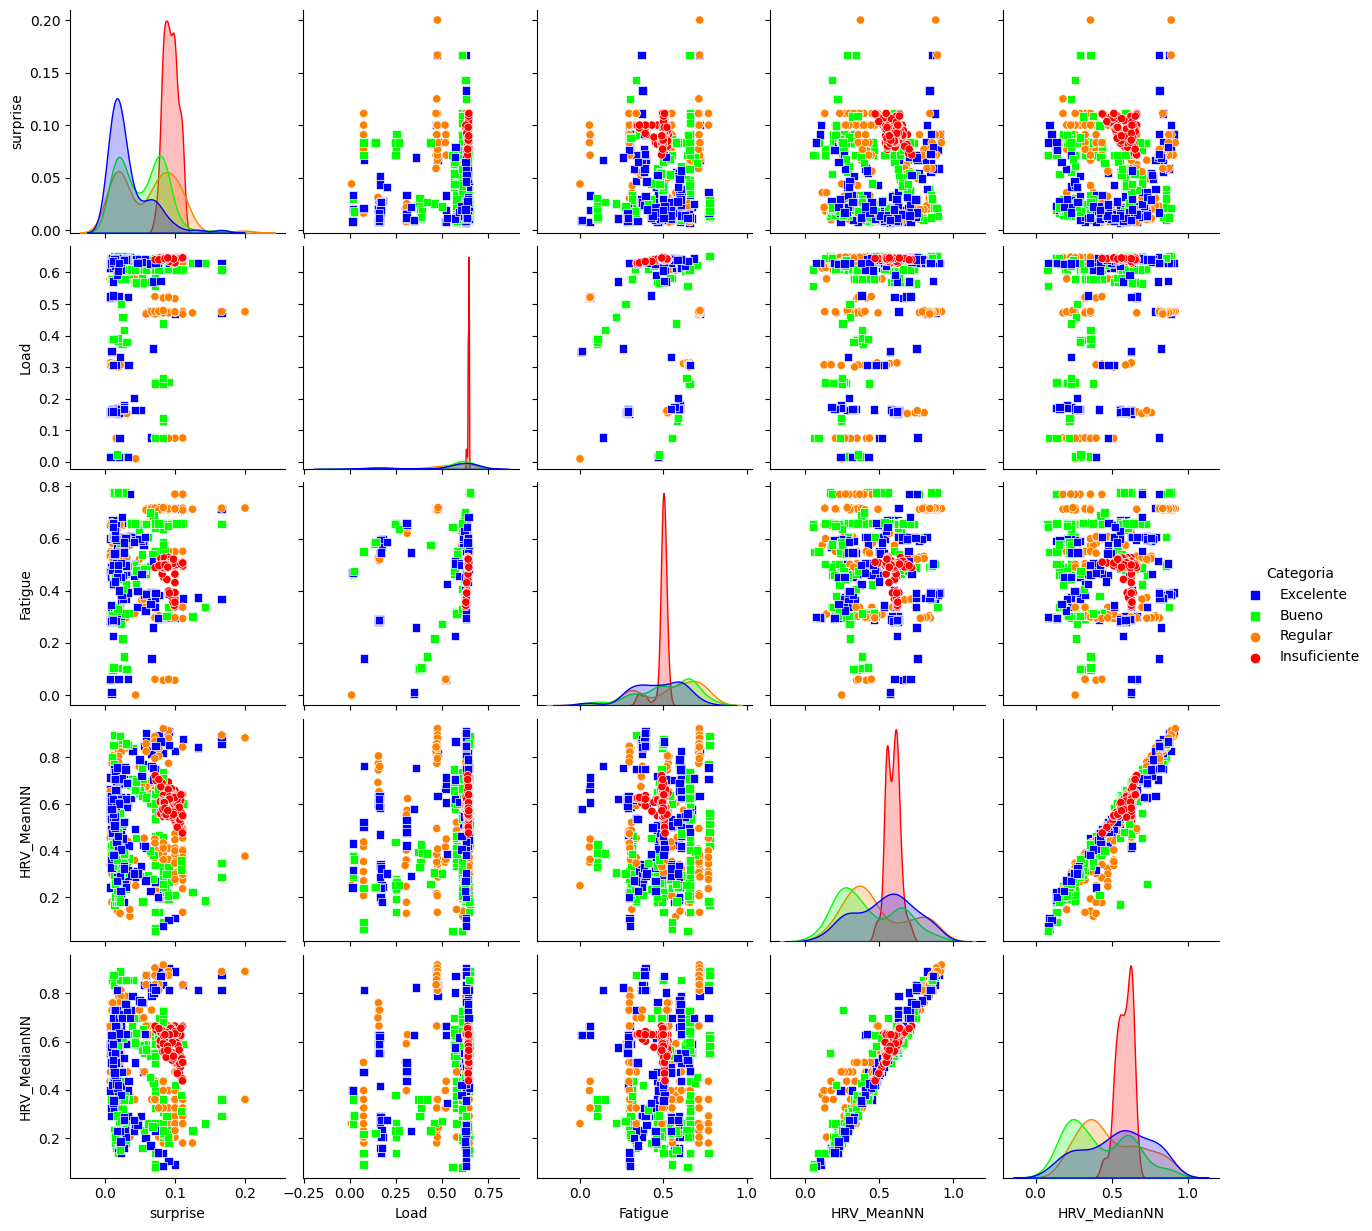 0.20
0.15
0.10
0.05
0.00
surprise
0.6
0.5
0.4
0.3
0.2
0.1
0.0
Load
0.8
0.6
0.4
0.2
0.0
Fatigue
Categoria
Excelente
Bueno
Regular
Insuficiente
0.8
0.6
0.4
0.2
HRV_MeanNN
0.8
0.6
0.4
0.2
HRV_MedianNN
0.0 0.1 0.2
−0.25 0.00 0.25 0.50 0.75
0.0 0.5 1.0
0.0 0.5 1.0
0.0 0.5 1.0
surprise Load Fatigue HRV_MeanNN HRV_MedianNN